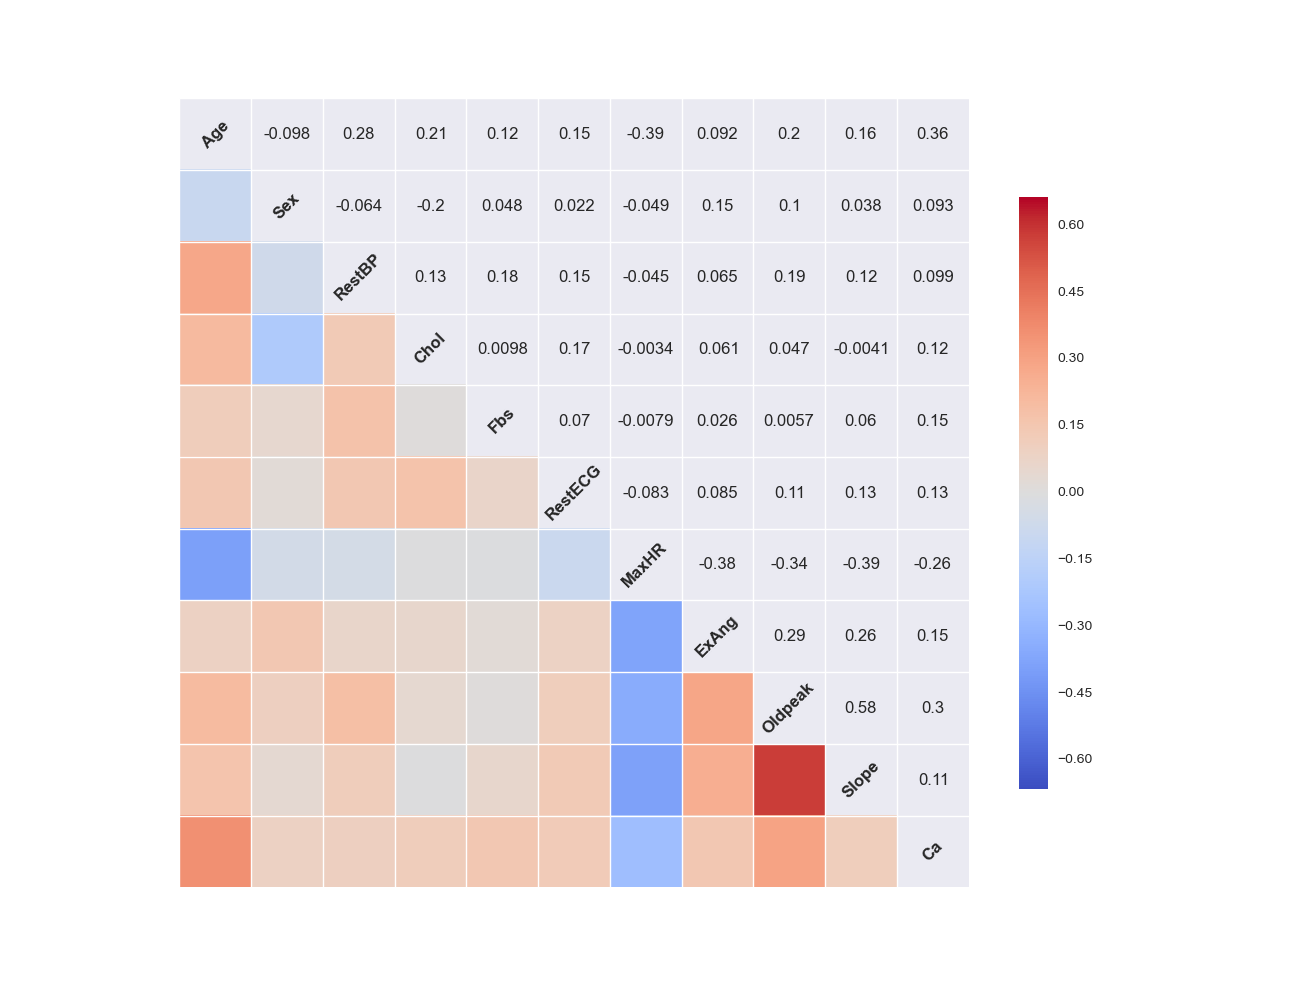 Age -0.098 0.28 0.21 0.12 0.15 -0.39 0.092 0.2 0.16 0.36
Sex -0.064 -0.2 0.048 0.022 -0.049 0.15 0.1 0.038 0.093
RestBP 0.13 0.18 0.15 -0.045 0.065 0.19 0.12 0.099
Chol 0.0098 0.17 -0.0034 0.061 0.047 -0.0041 0.12
Fbs 0.07 -0.0079 0.026 0.0057 0.06 0.15
RestECG -0.083 0.085 0.11 0.13 0.13
MaxHR -0.38 -0.34 -0.39 -0.26
ExAng 0.29 0.26 0.15
Oldpeak 0.58 0.3
Slope 0.11
Ca
0.60
0.45
0.30
0.15
0.00
−0.15
−0.30
−0.45
−0.60